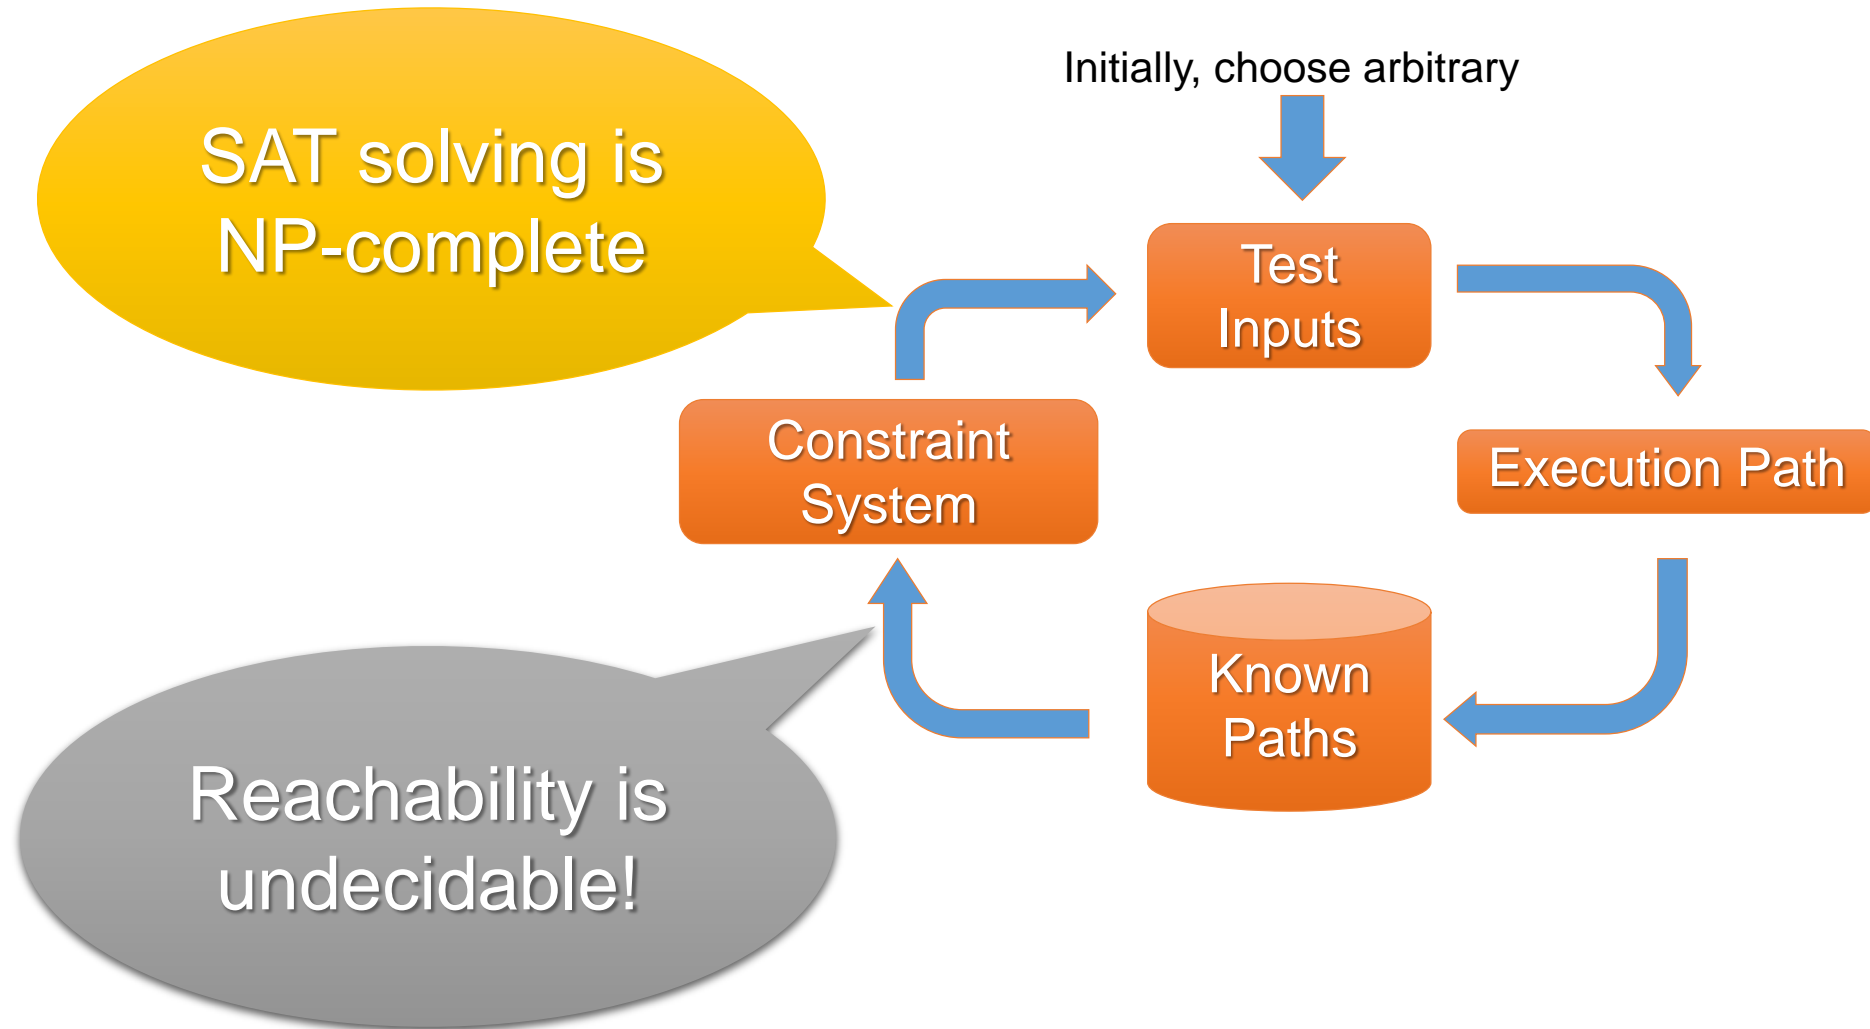 Initially, choose arbitrary
SAT solving is
NP-complete
Test
Inputs
Constraint
System
Execution Path
Known
Paths
Reachability is
undecidable!